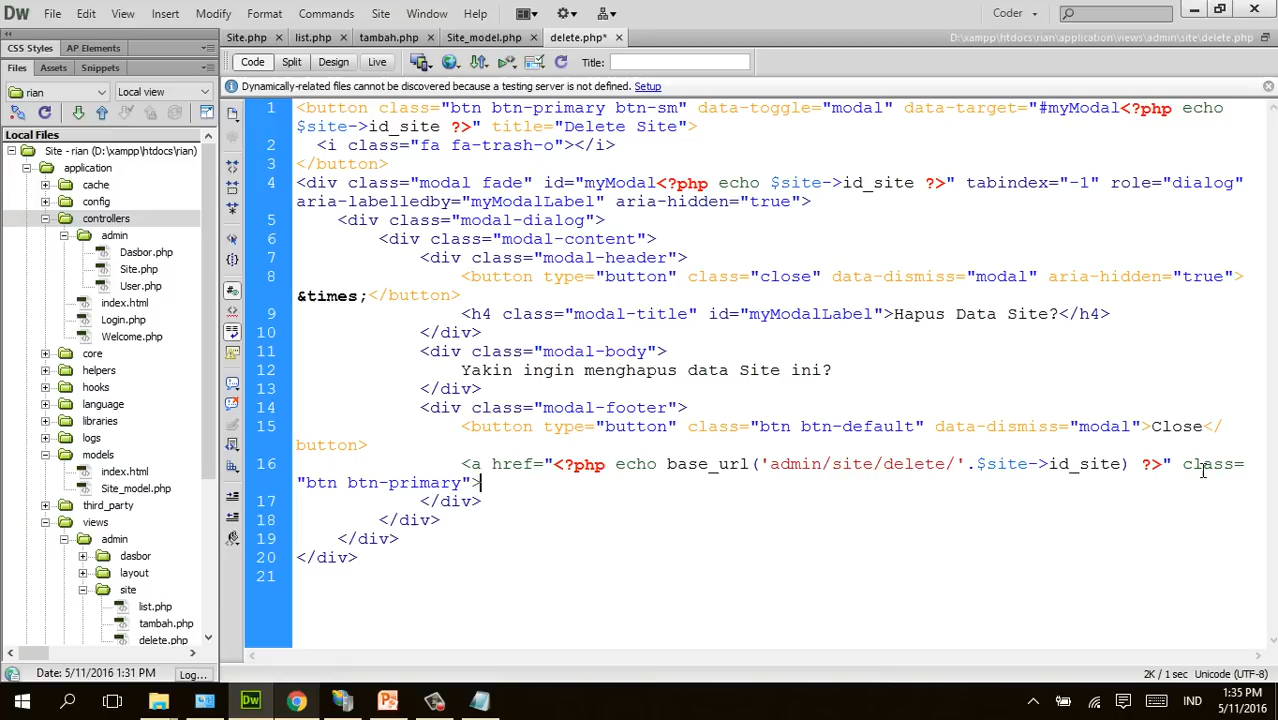 Dw
File Edit View Insert Modify Format Commands Site Window Help
Coder
Site.php × list.php × tambah.php × Site_model.php × delete.php* ×
D:\xampp\htdocs\rian\application\views\admin\site\delete.php
CSS Styles AP Elements
Files Assets Snippets
Code Split Design Live Title:
rian Local view
Dynamically-related files cannot be discovered because a testing server is not defined. Setup
Local Files
Site - rian (D:\xampp\htdocs\rian)
application
cache
config
controllers
admin
Dasbor.php
Site.php
User.php
index.html
Login.php
Welcome.php
core
helpers
hooks
language
libraries
logs
models
index.html
Site_model.php
third_party
views
admin
dasbor
layout
site
list.php
tambah.php
delete.php
Date: 5/11/2016 1:31 PM Log...
1 <button class="btn btn-primary btn-sm" data-toggle="modal" data-target="#myModal<?php echo
$site->id_site ?>" title="Delete Site">
2 <i class="fa fa-trash-o"></i>
3 </button>
4 <div class="modal fade" id="myModal<?php echo $site->id_site ?>" tabindex="-1" role="dialog"
aria-labelledby="myModalLabel" aria-hidden="true">
5 <div class="modal-dialog">
6 <div class="modal-content">
7 <div class="modal-header">
8 <button type="button" class="close" data-dismiss="modal" aria-hidden="true">
&times;</button>
9 <h4 class="modal-title" id="myModalLabel">Hapus Data Site?</h4>
10 </div>
11 <div class="modal-body">
12 Yakin ingin menghapus data Site ini?
13 </div>
14 <div class="modal-footer">
15 <button type="button" class="btn btn-default" data-dismiss="modal">Close</
button>
16 <a href="<?php echo base_url('admin/site/delete/'.$site->id_site) ?>" class=
"btn btn-primary">
17 </div>
18 </div>
19 </div>
20 </div>
21
2K / 1 sec Unicode (UTF-8)
Dw
IND
1:35 PM
5/11/2016